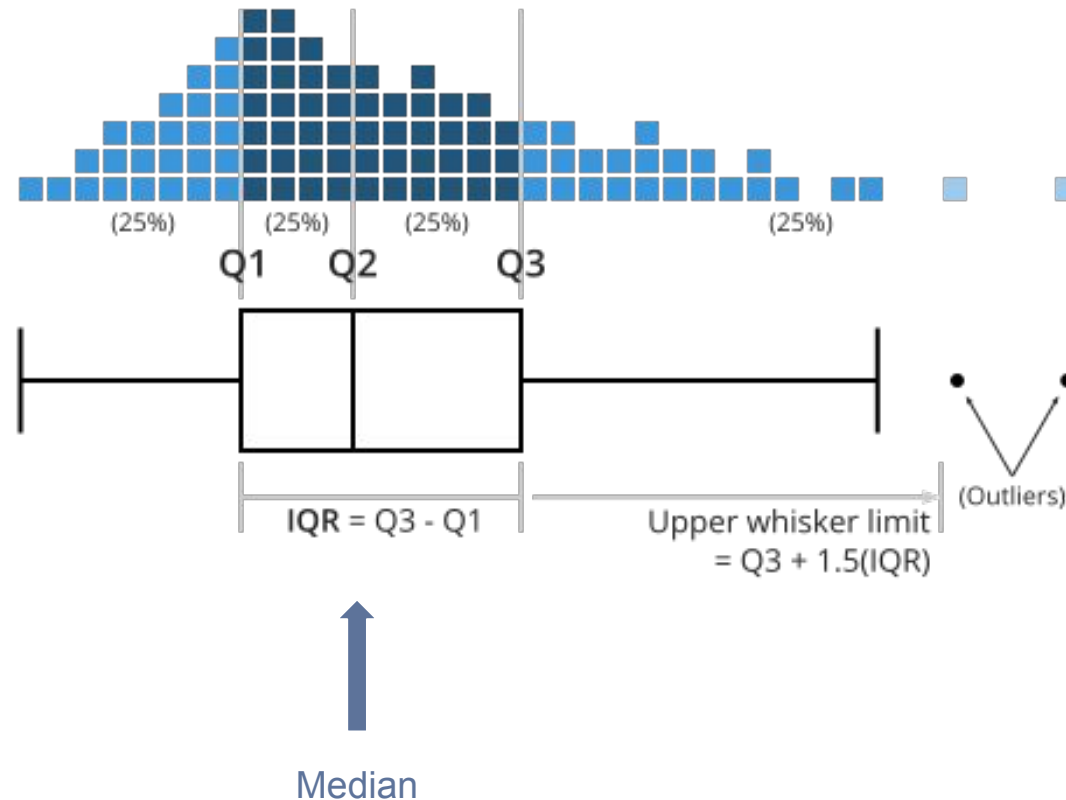 (25%) (25%) (25%) (25%)
Q1 Q2 Q3
(Outliers)
IQR = Q3 - Q1
Upper whisker limit
= Q3 + 1.5(IQR)
Median